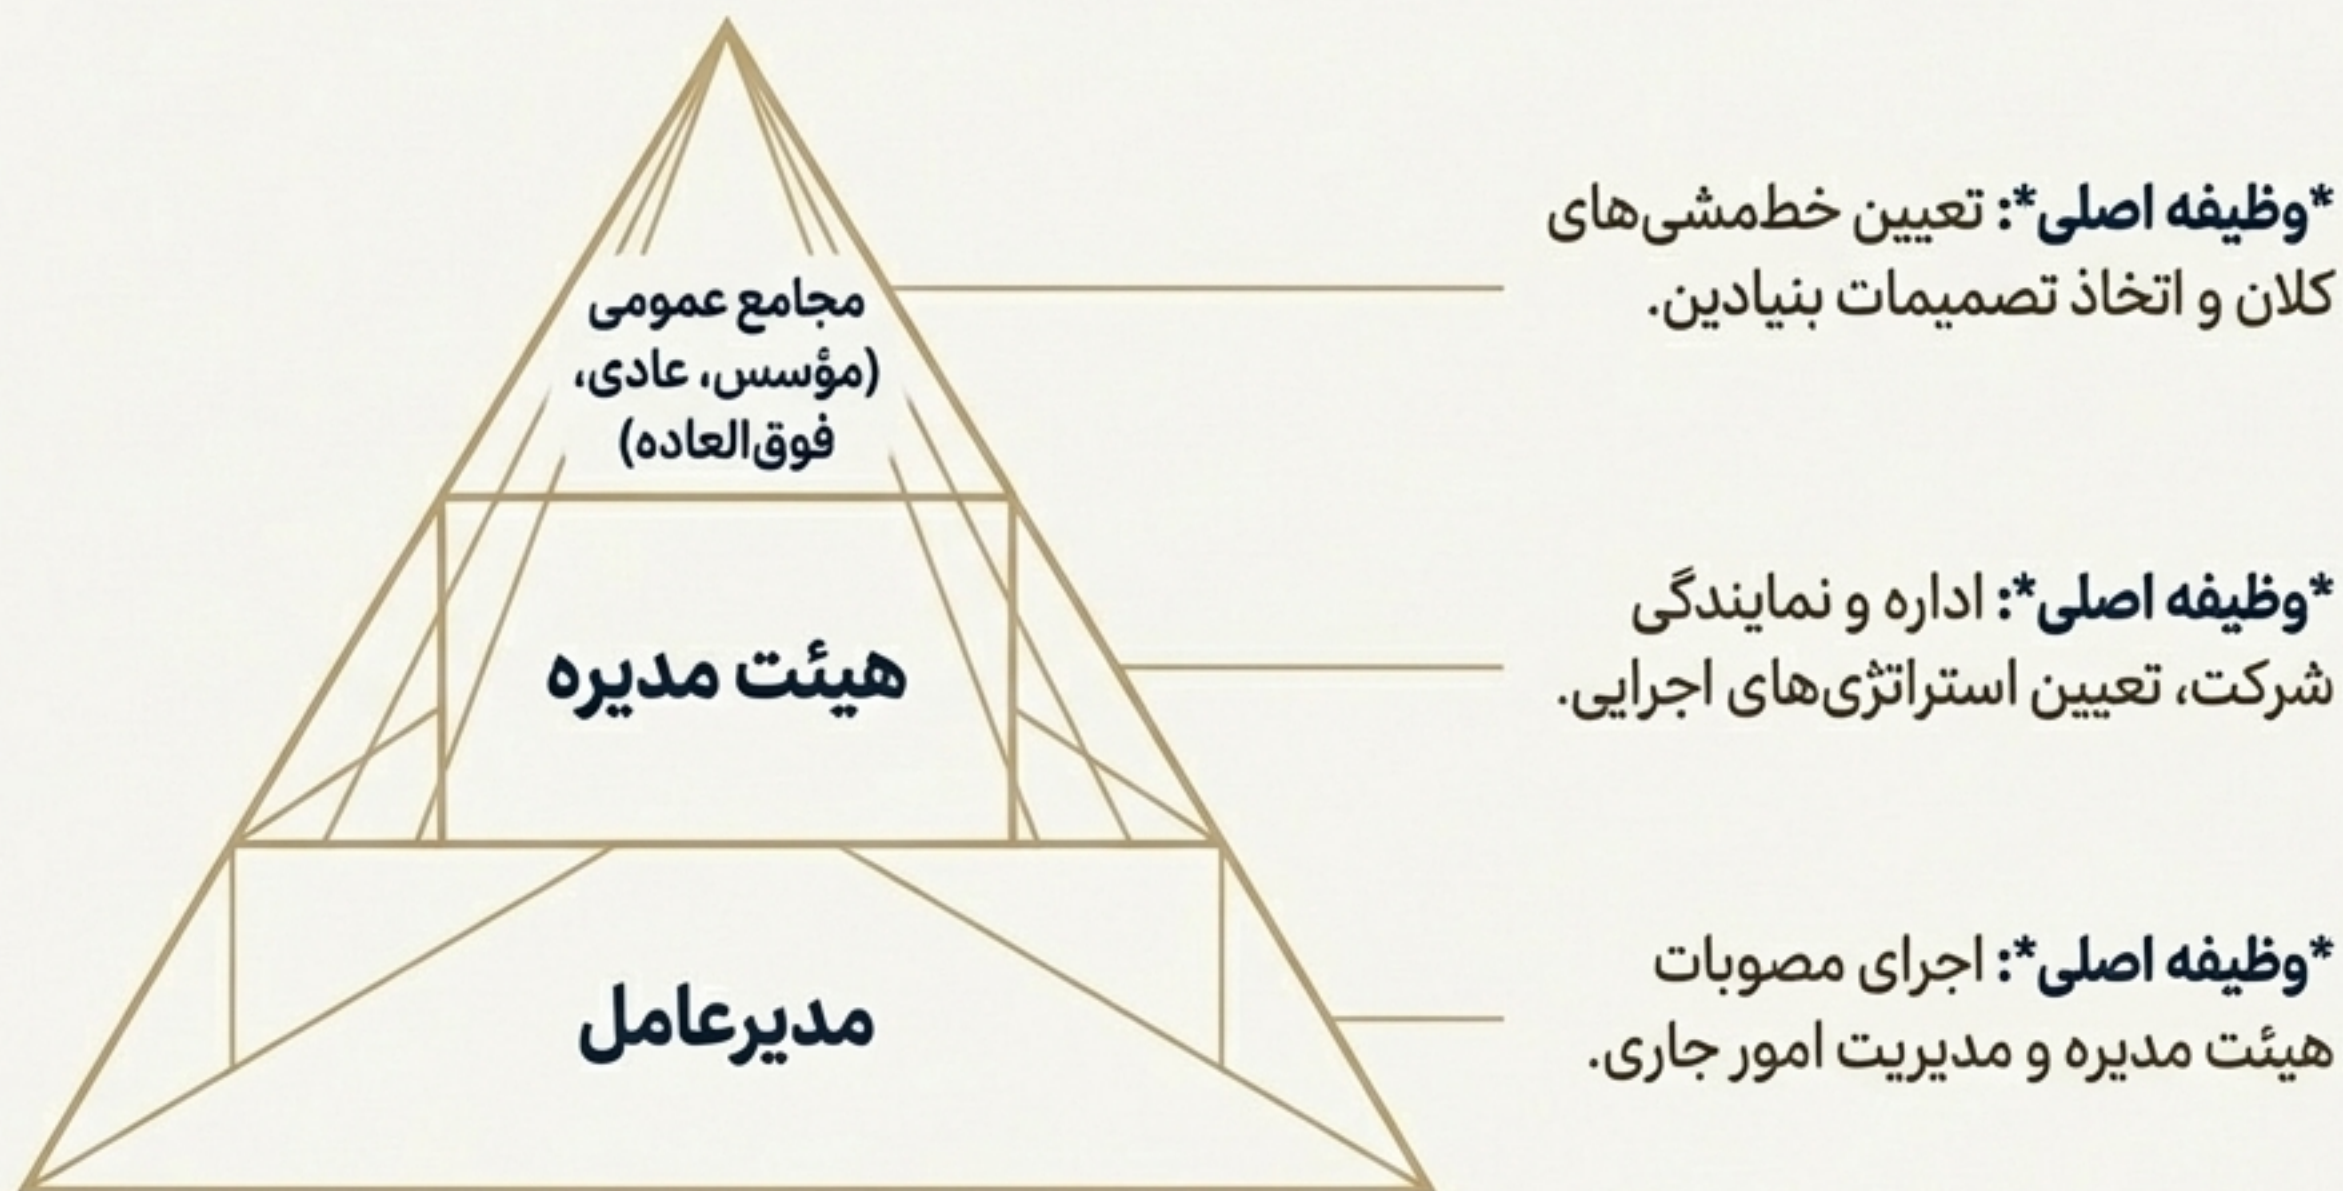 مجامع عمومی
(مؤسس، عادی،
فوق‌العاده)
*وظیفه اصلی*: تعیین خط‌مشی‌های
کلان و اتخاذ تصمیمات بنیادین.
هیئت مدیره
*وظیفه اصلی*: اداره و نمایندگی
شرکت، تعیین استراتژی‌های اجرایی.
مدیرعامل
*وظیفه اصلی*: اجرای مصوبات
هیئت مدیره و مدیریت امور جاری.